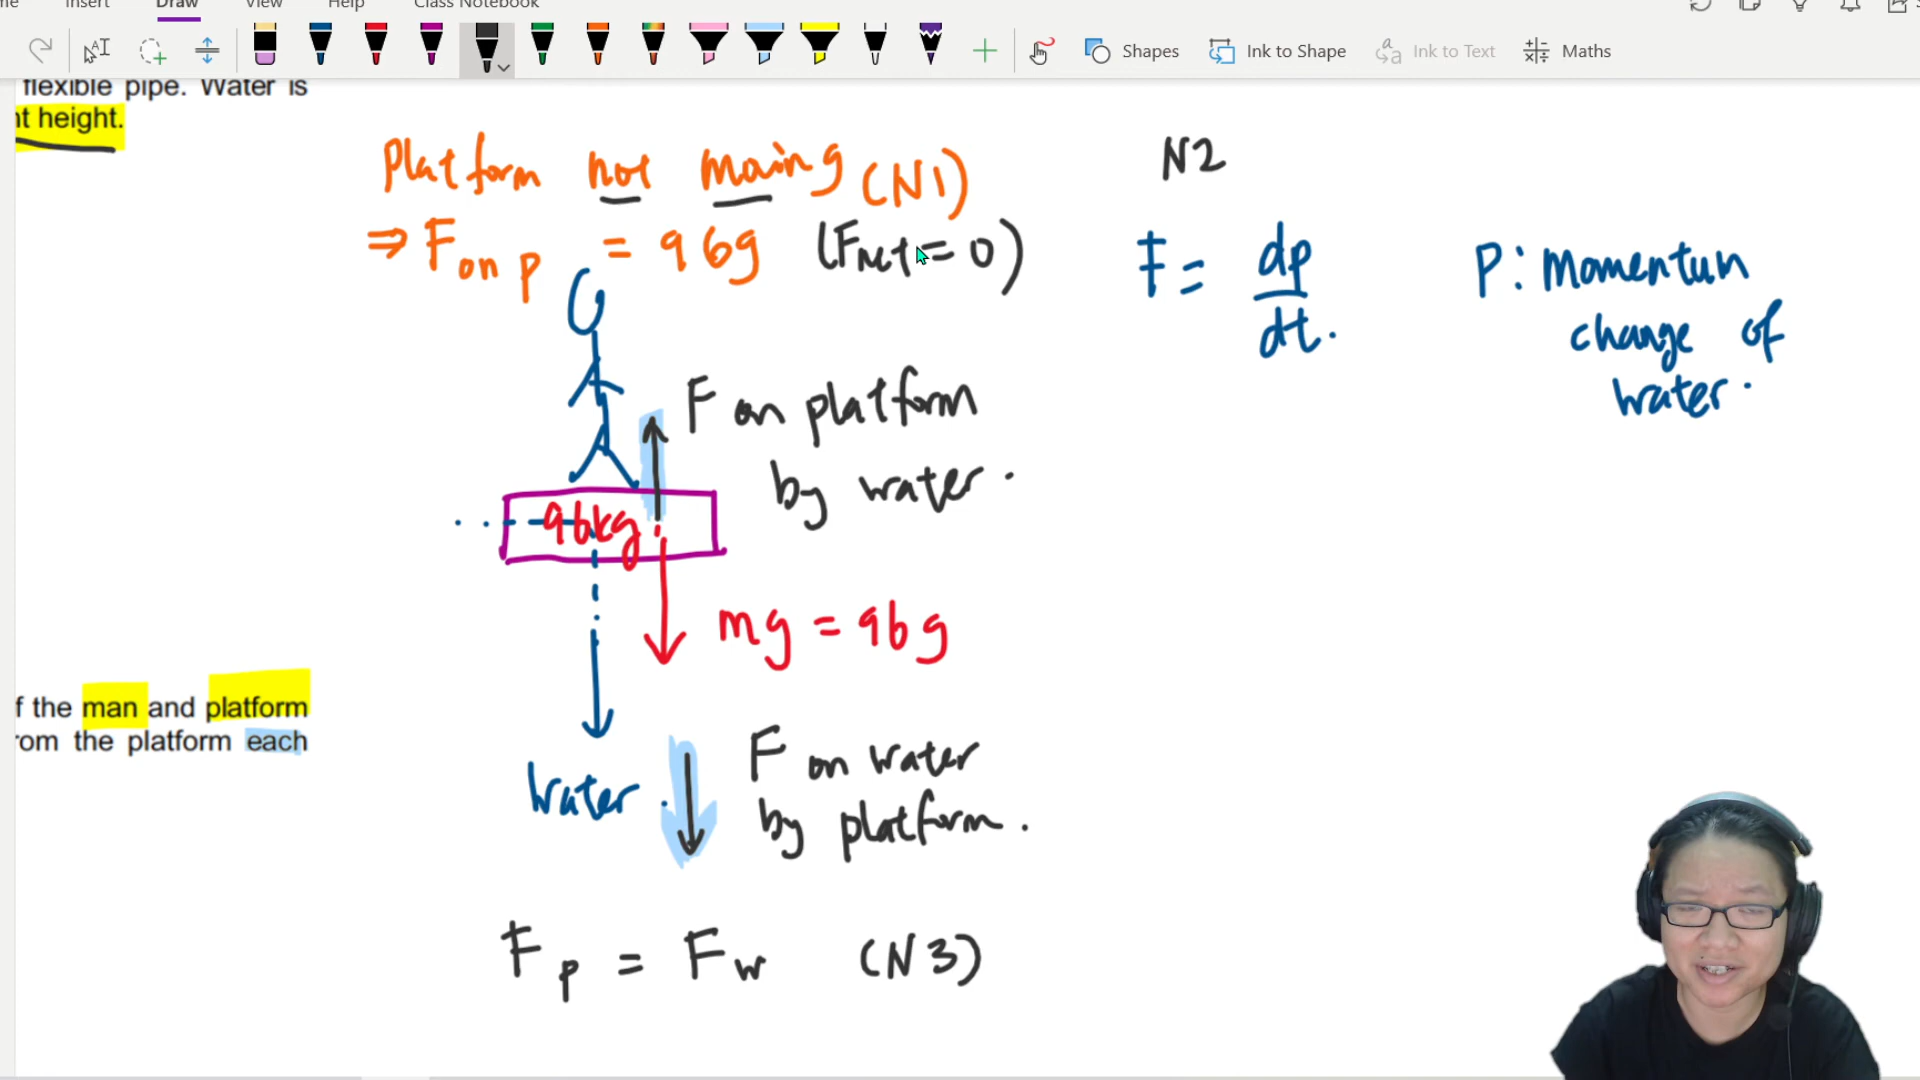 Insert Draw View Help Class Notebook
Shapes Ink to Shape Ink to Text Maths
flexible pipe. Water is
nt height.
Platform not moving (N1)
⇒ F on p = 96g (Fnet = 0)
F on platform
by water.
96kg
mg = 96g
water.
F on water
by platform.
Fp = Fw (N3)
f the man and platform
rom the platform each
N2
F = dp
dt.
P: Momentum
change of
water.